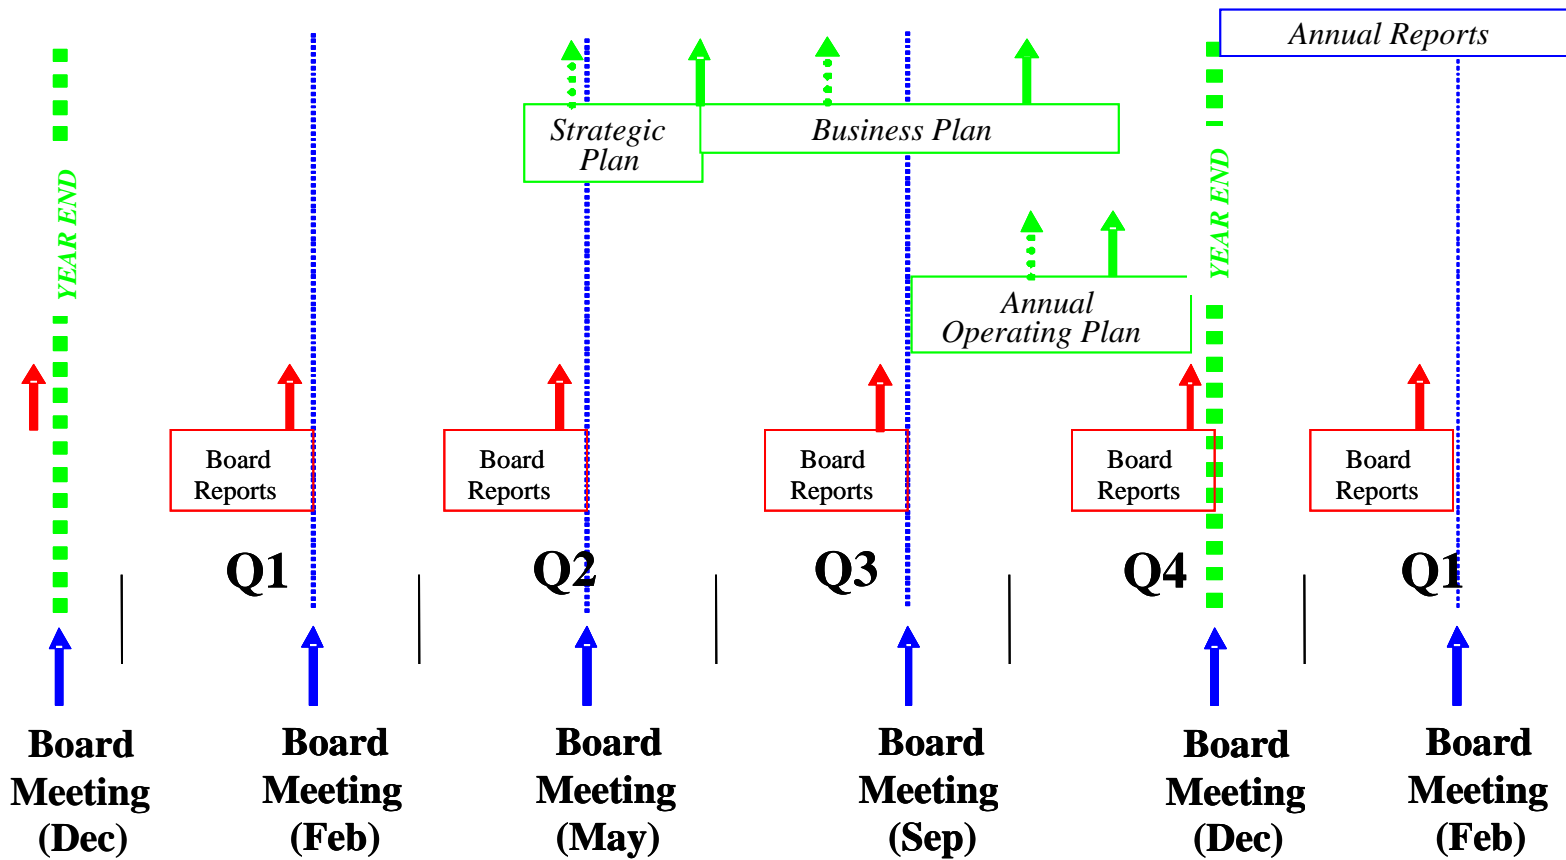 Annual Reports
Strategic
Plan
Business Plan
YEAR END
YEAR END
Annual
Operating Plan
Board
Reports
Board
Reports
Board
Reports
Board
Reports
Board
Reports
Q1
Q2
Q3
Q4
Q1
Board
Meeting
(Dec)
Board
Meeting
(Feb)
Board
Meeting
(May)
Board
Meeting
(Sep)
Board
Meeting
(Dec)
Board
Meeting
(Feb)